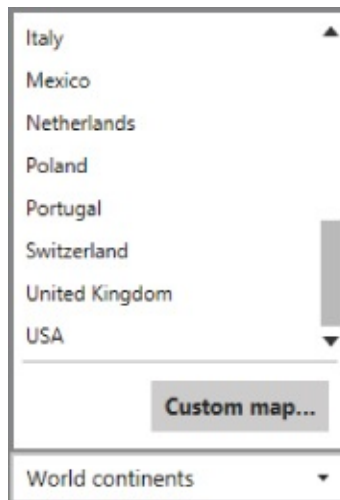 Italy
Mexico
Netherlands
Poland
Portugal
Switzerland
United Kingdom
USA
Custom map...
World continents